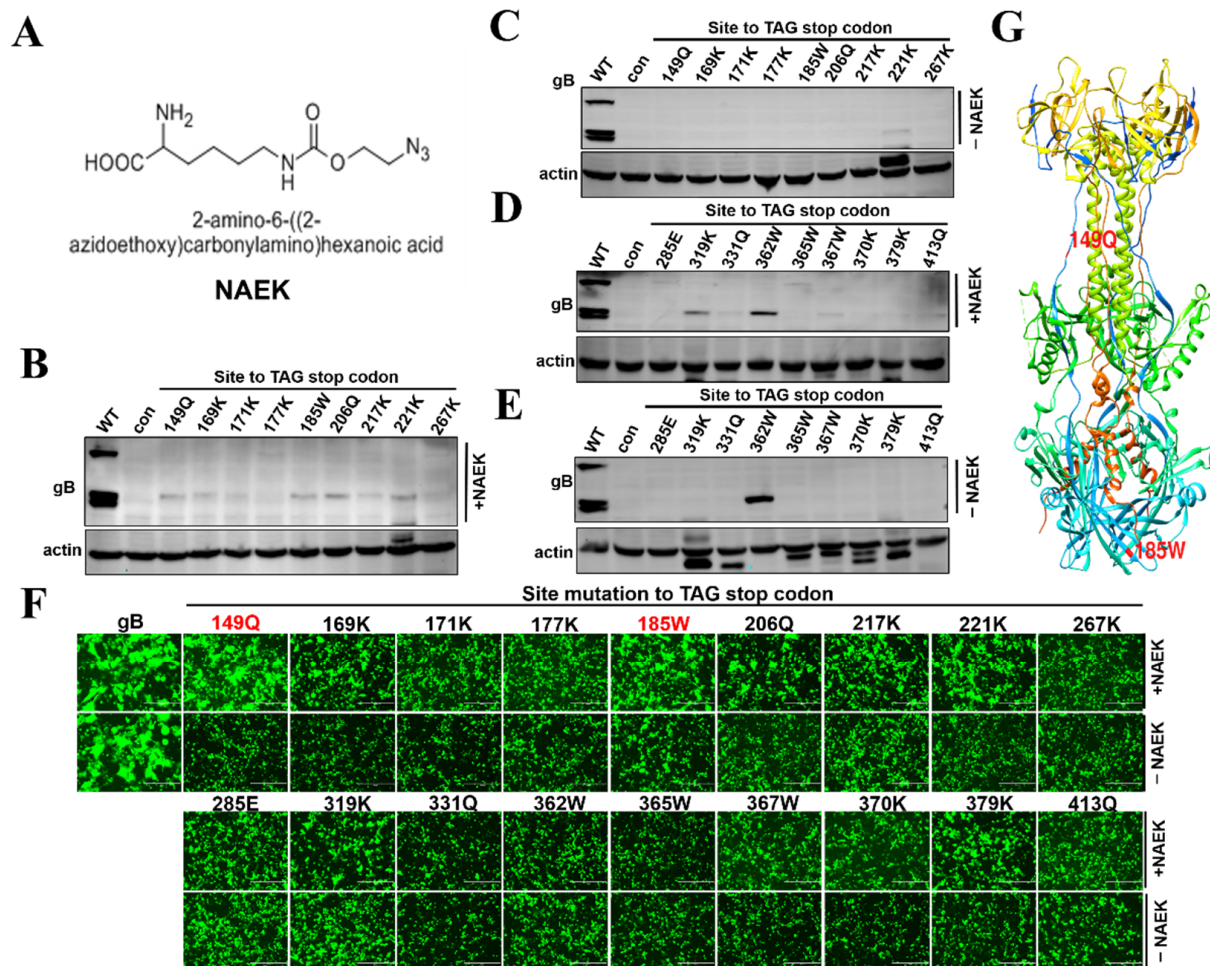 A
NH₂
O
HOOC
N
H
O
N₃
2-amino-6-((2-
azidoethoxy)carbonylamino)hexanoic acid
NAEK
B
Site to TAG stop codon
WT con 149Q 169K 171K 177K 185W 206Q 217K 221K 267K
gB
+NAEK
actin
C
Site to TAG stop codon
gB WT con 149Q 169K 171K 177K 185W 206Q 217K 221K 267K
– NAEK
actin
D
Site to TAG stop codon
WT con 285E 319K 331Q 362W 365W 367W 370K 379K 413Q
gB
+NAEK
actin
E
Site to TAG stop codon
WT con 285E 319K 331Q 362W 365W 367W 370K 379K 413Q
gB
– NAEK
actin
F
Site mutation to TAG stop codon
gB 149Q 169K 171K 177K 185W 206Q 217K 221K 267K
+NAEK
– NAEK
285E 319K 331Q 362W 365W 367W 370K 379K 413Q
+NAEK
– NAEK
G
149Q
185W